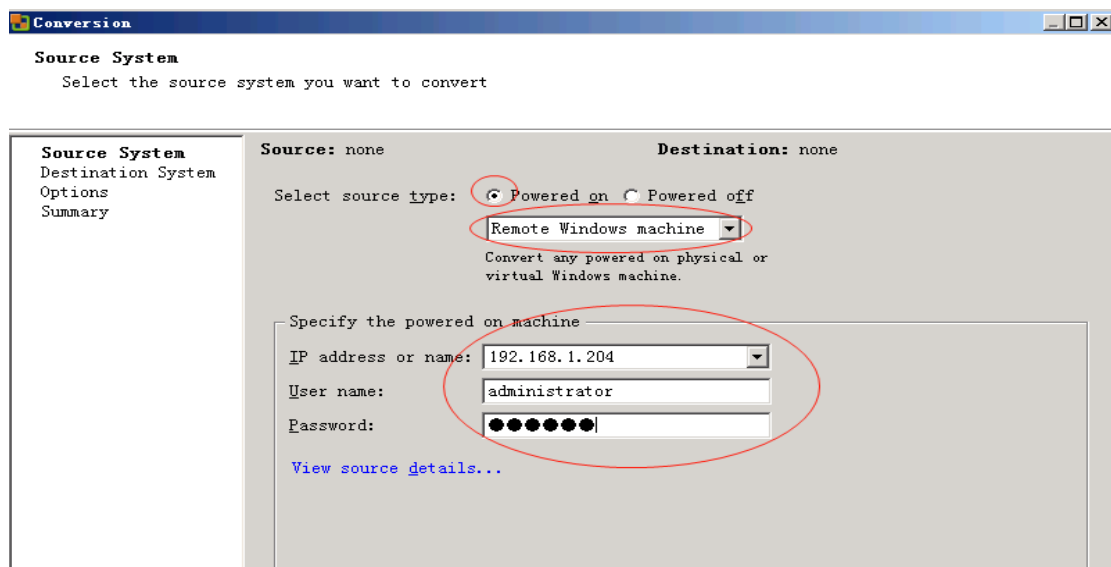 Conversion
Source System
Select the source system you want to convert
Source System
Destination System
Options
Summary
Source: none Destination: none
Select source type: Powered on Powered off
Remote Windows machine
Convert any powered on physical or
virtual Windows machine.
Specify the powered on machine
IP address or name: 192.168.1.204
User name: administrator
Password: ●●●●●●
View source details...